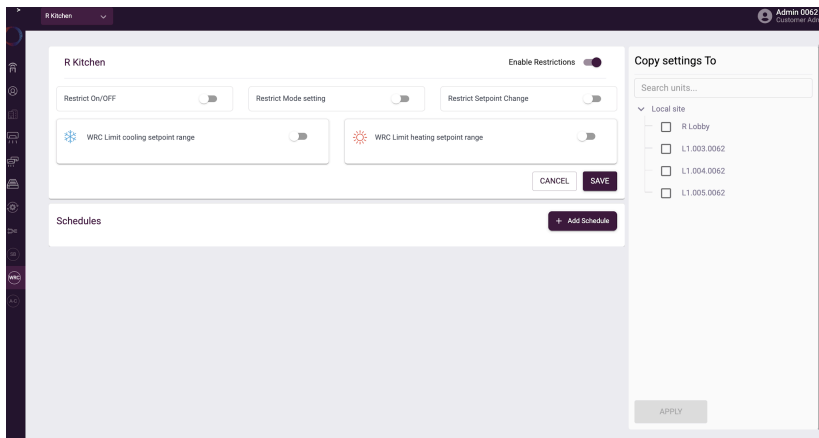 R Kitchen
Admin 0062
Customer Adm
R Kitchen
Enable Restrictions
Restrict On/OFF
Restrict Mode setting
Restrict Setpoint Change
WRC Limit cooling setpoint range
WRC Limit heating setpoint range
CANCEL
SAVE
Schedules
+ Add Schedule
Copy settings To
Search units...
Local site
R Lobby
L1.003.0062
L1.004.0062
L1.005.0062
APPLY
WRC